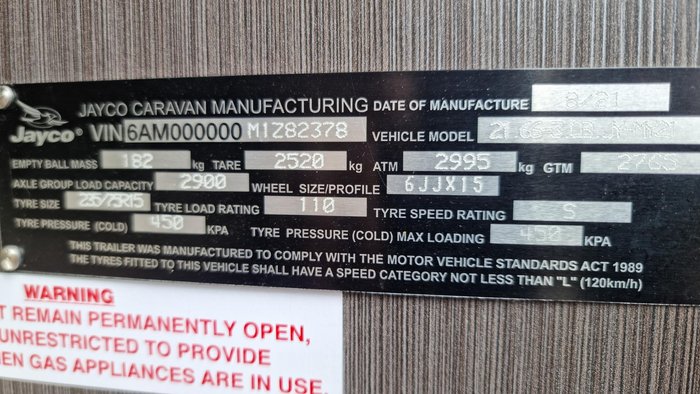 JAYCO CARAVAN MANUFACTURING DATE OF MANUFACTURE 8/21
Jayco® VIN 6AM000000 M1Z82378 VEHICLE MODEL
EMPTY BALL MASS 182 kg TARE 2520 kg ATM 2995 kg GTM 2765
AXLE GROUP LOAD CAPACITY 2900 WHEEL SIZE/PROFILE 6JJX15
TYRE SIZE 235/75R15 TYRE LOAD RATING 110 TYRE SPEED RATING S
TYRE PRESSURE (COLD) 450 KPA TYRE PRESSURE (COLD) MAX LOADING 450 KPA
THIS TRAILER WAS MANUFACTURED TO COMPLY WITH THE MOTOR VEHICLE STANDARDS ACT 1989
THE TYRES FITTED TO THIS VEHICLE SHALL HAVE A SPEED CATEGORY NOT LESS THAN "L" (120km/h)
WARNING
T REMAIN PERMANENTLY OPEN,
UNRESTRICTED TO PROVIDE
EN GAS APPLIANCES ARE IN USE.